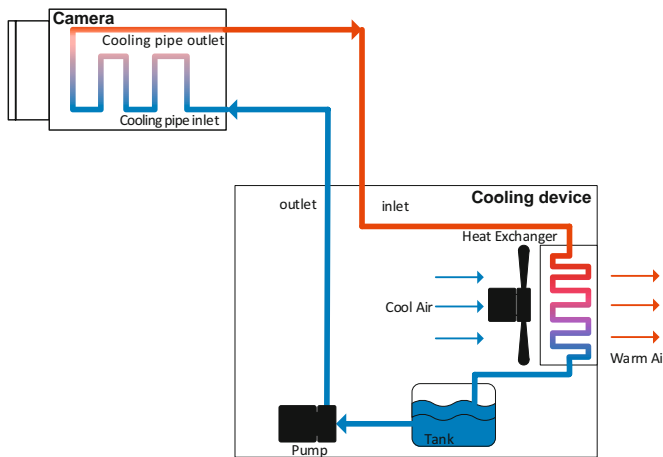 Camera
Cooling pipe outlet
Cooling pipe inlet
Cooling device
outlet
inlet
Heat Exchanger
Cool Air
Warm Ai
Tank
Pump